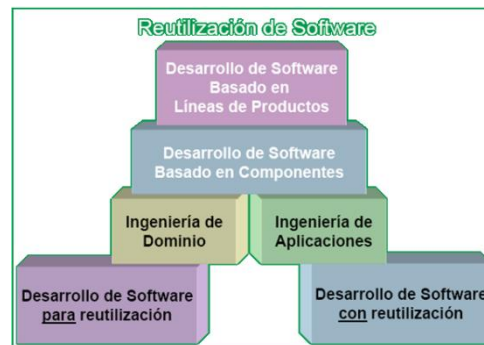 Reutilización de Software
Desarrollo de Software
Basado en
Líneas de Productos
Desarrollo de Software
Basado en Componentes
Ingeniería de
Dominio
Ingeniería de
Aplicaciones
Desarrollo de Software
para reutilización
Desarrollo de Software
con reutilización